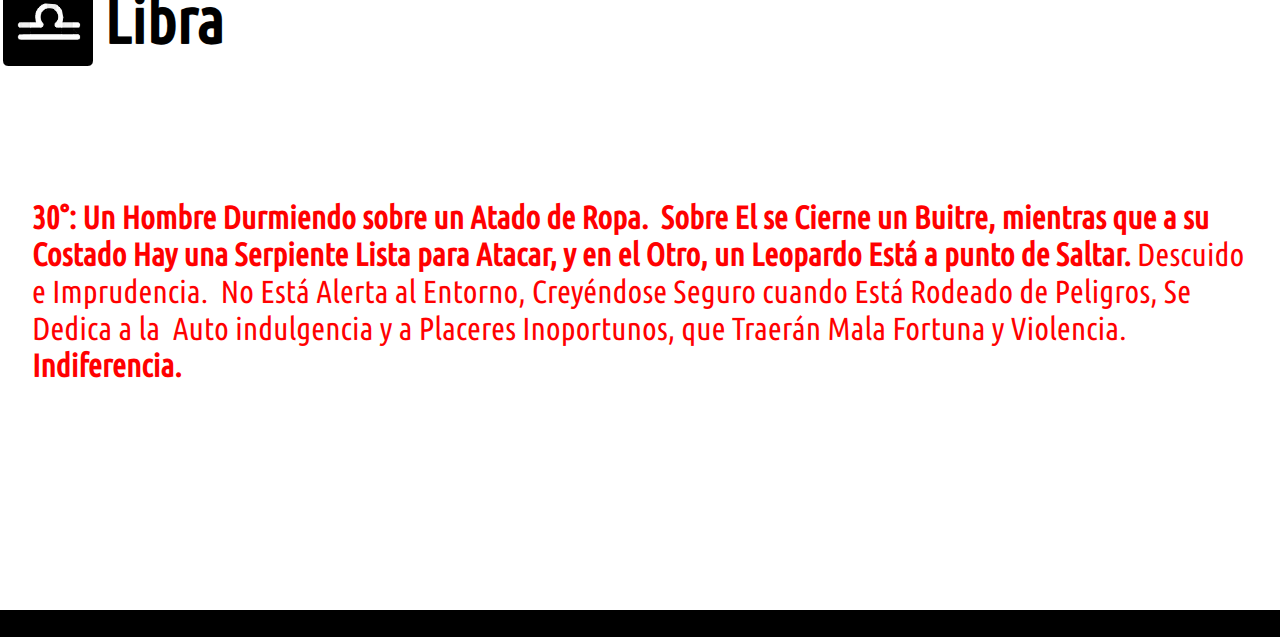 Libra
30°: Un Hombre Durmiendo sobre un Atado de Ropa.  Sobre El se Cierne un Buitre, mientras que a su
Costado Hay una Serpiente Lista para Atacar, y en el Otro, un Leopardo Está a punto de Saltar. Descuido
e Imprudencia.  No Está Alerta al Entorno, Creyéndose Seguro cuando Está Rodeado de Peligros, Se
Dedica a la  Auto indulgencia y a Placeres Inoportunos, que Traerán Mala Fortuna y Violencia.
Indiferencia.